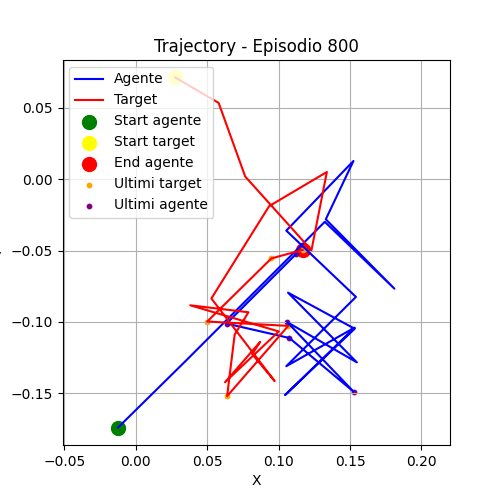 Trajectory - Episodio 800
Agente
Target
Start agente
Start target
End agente
Ultimi target
Ultimi agente
0.05
0.00
−0.05
−0.10
−0.15
−0.05
0.00
0.05
0.10
0.15
0.20
X